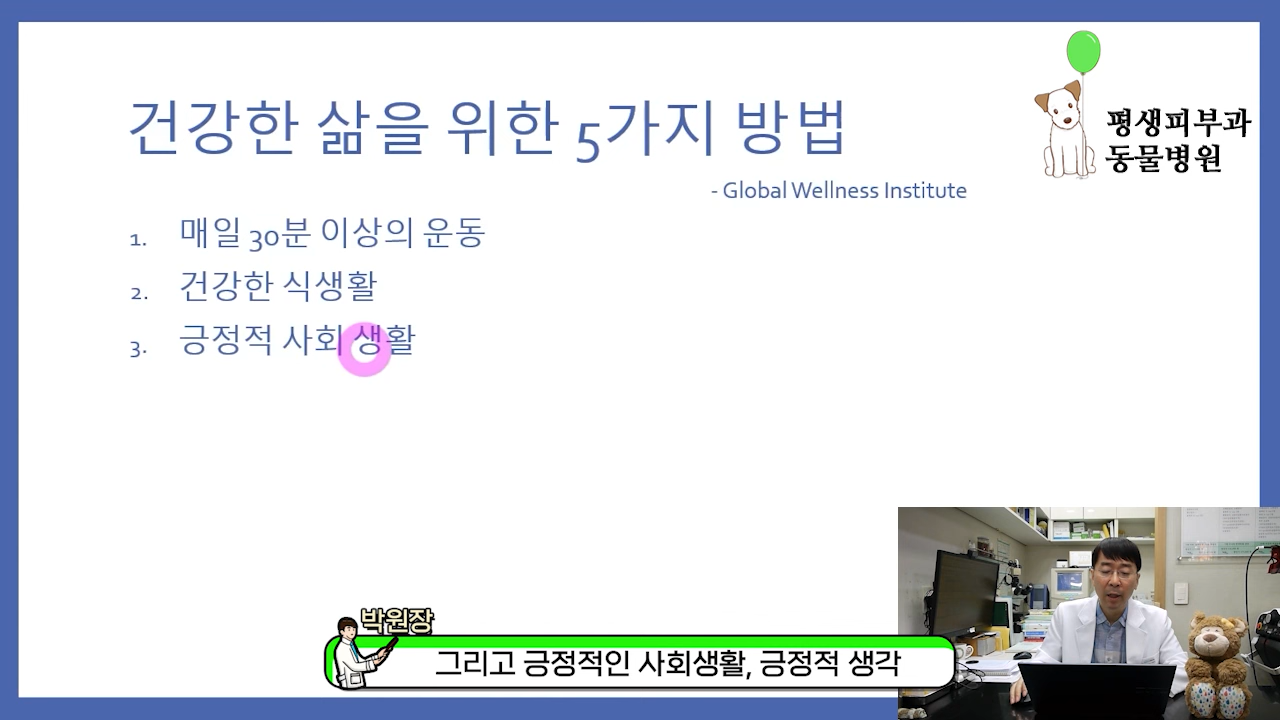 건강한 삶을 위한 5가지 방법
평생피부과
동물병원
- Global Wellness Institute
1. 매일 30분 이상의 운동
2. 건강한 식생활
3. 긍정적 사회 생활
박원장
그리고 긍정적인 사회생활, 긍정적 생각